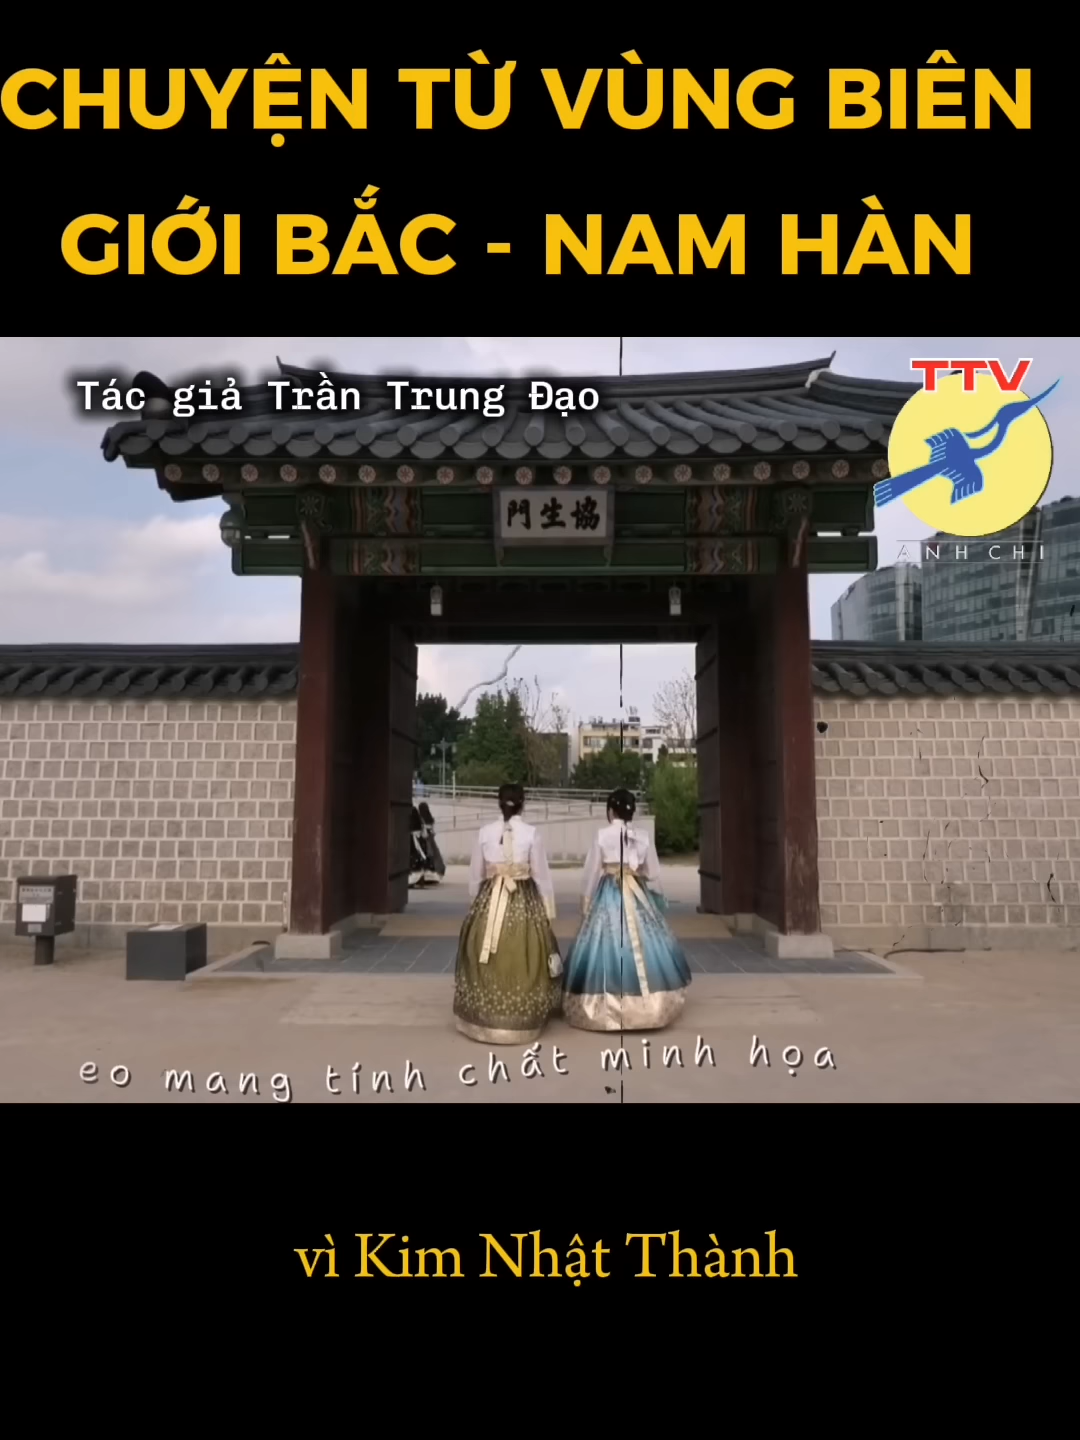 CHUYỆN TỪ VÙNG BIÊN
GIỚI BẮC - NAM HÀN
Tác giả Trần Trung Đạo
TTV
ANH CHI
門生協
eo mang tính chất minh họa
vì Kim Nhật Thành